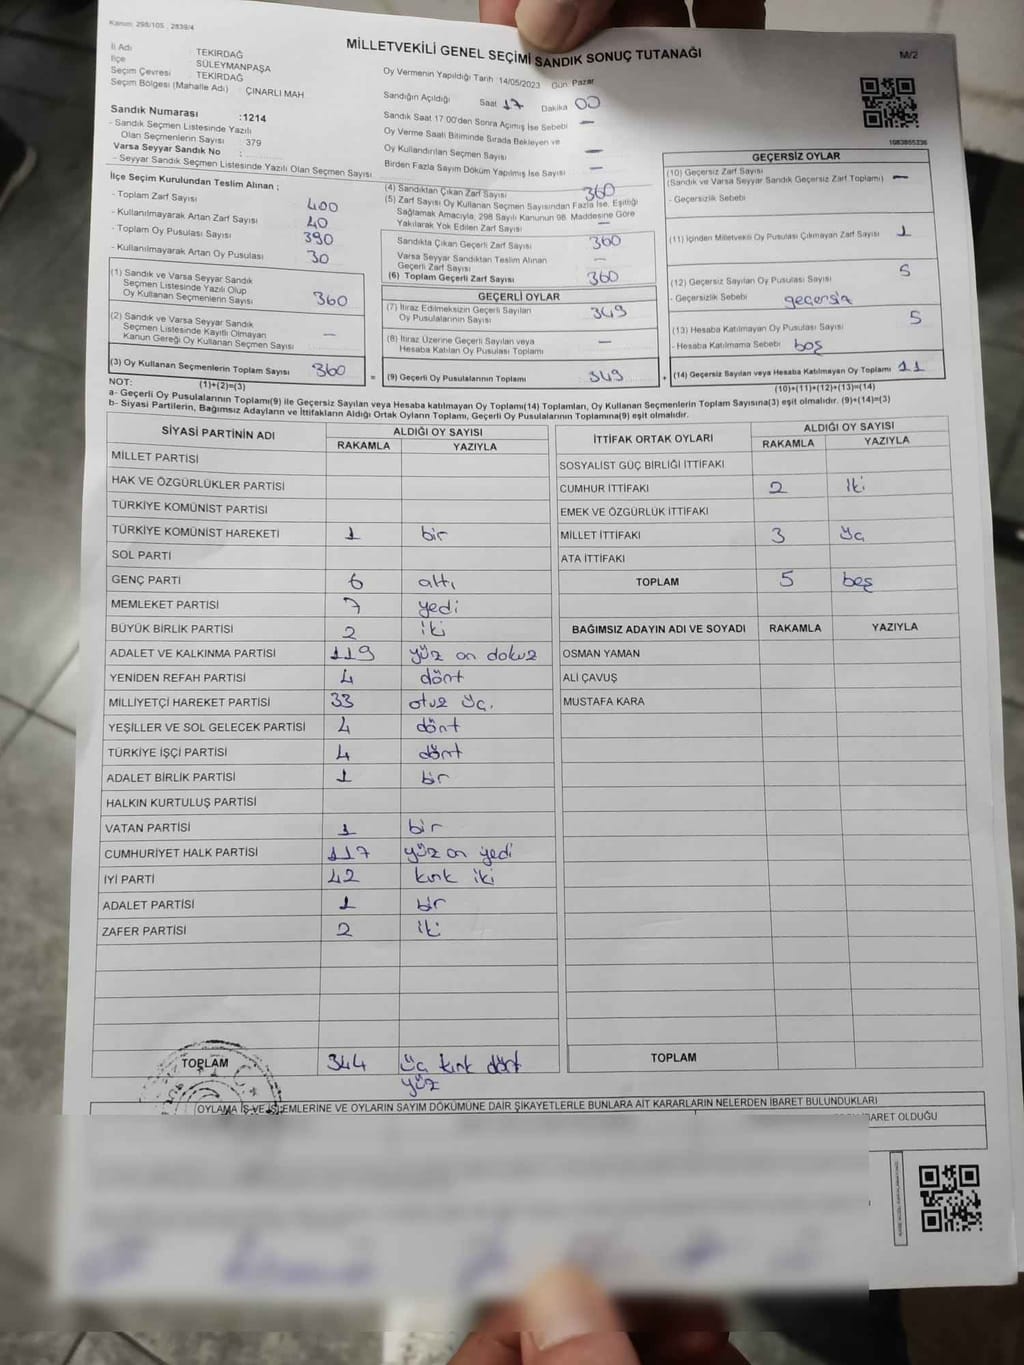 Kanun: 298/105 , 2839/4
MİLLETVEKİLİ GENEL SEÇİMİ SANDIK SONUÇ TUTANAĞI
M/2
İl Adı : TEKİRDAĞ
İlçe : SÜLEYMANPAŞA
Seçim Çevresi : TEKİRDAĞ
Seçim Bölgesi (Mahalle Adı) : ÇINARLI MAH
Sandık Numarası :1214
- Sandık Seçmen Listesinde Yazılı
Olan Seçmenlerin Sayısı : 379
Varsa Seyyar Sandık No :
- Seyyar Sandık Seçmen Listesinde Yazılı Olan Seçmen Sayısı
Oy Vermenin Yapıldığı Tarih 14/05/2023 Gün Pazar
Sandığın Açıldığı Saat 17 Dakika 00
Sandık Saat 17:00'den Sonra Açımış İse Sebebi —
Oy Verme Saati Bitiminde Sırada Bekleyen ve
Oy Kullandırılan Seçmen Sayısı —
Birden Fazla Sayım Döküm Yapılmış İse Sayısı —
1083865336
İlçe Seçim Kurulundan Teslim Alınan ;
- Toplam Zarf Sayısı 400
- Kullanılmayarak Artan Zarf Sayısı 40
- Toplam Oy Pusulası Sayısı 390
- Kullanılmayarak Artan Oy Pusulası 30
(1) Sandık ve Varsa Seyyar Sandık
Seçmen Listesinde Yazılı Olup
Oy Kullanan Seçmenlerin Sayısı 360
(2) Sandık ve Varsa Seyyar Sandık
Seçmen Listesinde Kayıtlı Olmayan
Kanun Gereği Oy Kullanan Seçmen Sayısı —
(3) Oy Kullanan Seçmenlerin Toplam Sayısı 360
(1)+(2)=(3)
(4) Sandıktan Çıkan Zarf Sayısı 360
(5) Zarf Sayısı Oy Kullanan Seçmen Sayısından Fazla İse, Eşitliği
Sağlamak Amacıyla, 298 Sayılı Kanunun 98. Maddesine Göre
Yakılarak Yok Edilen Zarf Sayısı —
Sandıkta Çıkan Geçerli Zarf Sayısı 360
Varsa Seyyar Sandıktan Teslim Alınan
Geçerli Zarf Sayısı —
(6) Toplam Geçerli Zarf Sayısı 360
GEÇERLİ OYLAR
(7) İtiraz Edilmeksizin Geçerli Sayılan
Oy Pusulalarının Sayısı 349
(8) İtiraz Üzerine Geçerli Sayılan veya
Hesaba Katılan Oy Pusulaları Toplamı —
= (9) Geçerli Oy Pusulalarının Toplamı 349
GEÇERSİZ OYLAR
(10) Geçersiz Zarf Sayısı
(Sandık ve Varsa Seyyar Sandık Geçersiz Zarf Toplamı) —
- Geçersizlik Sebebi
(11) İçinden Milletvekili Oy Pusulası Çıkmayan Zarf Sayısı 1
(12) Geçersiz Sayılan Oy Pusulası Sayısı 5
- Geçersizlik Sebebi geçersiz
(13) Hesaba Katılmayan Oy Pusulası Sayısı 5
- Hesaba Katılmama Sebebi boş
+ (14) Geçersiz Sayılan veya Hesaba Katılmayan Oy Toplamı 11
(10)+(11)+(12)+(13)=(14)
NOT:
a- Geçerli Oy Pusulalarının Toplamı(9) ile Geçersiz Sayılan veya Hesaba katılmayan Oy Toplamı(14) Toplamları, Oy Kullanan Seçmenlerin Toplam Sayısına(3) eşit olmalıdır. (9)+(14)=(3)
b- Siyasi Partilerin, Bağımsız Adayların ve İttifakların Aldığı Ortak Oyların Toplamı, Geçerli Oy Pusulalarının Toplamına(9) eşit olmalıdır.
SİYASİ PARTİNİN ADI ALDIĞI OY SAYISI
RAKAMLA YAZIYLA
MİLLET PARTİSİ
HAK VE ÖZGÜRLÜKLER PARTİSİ
TÜRKİYE KOMÜNİST PARTİSİ
TÜRKİYE KOMÜNİST HAREKETİ 1 bir
SOL PARTİ
GENÇ PARTİ 6 altı
MEMLEKET PARTİSİ 7 yedi
BÜYÜK BİRLİK PARTİSİ 2 iki
ADALET VE KALKINMA PARTİSİ 119 yüz on dokuz
YENİDEN REFAH PARTİSİ 4 dört
MİLLİYETÇİ HAREKET PARTİSİ 33 otuz üç.
YEŞİLLER VE SOL GELECEK PARTİSİ 4 dört
TÜRKİYE İŞÇİ PARTİSİ 4 dört
ADALET BİRLİK PARTİSİ 1 bir
HALKIN KURTULUŞ PARTİSİ
VATAN PARTİSİ 1 bir
CUMHURİYET HALK PARTİSİ 117 yüz on yedi
İYİ PARTİ 42 kırk iki
ADALET PARTİSİ 1 bir
ZAFER PARTİSİ 2 iki
TOPLAM 344 üç kırk dört
yüz
İTTİFAK ORTAK OYLARI ALDIĞI OY SAYISI
RAKAMLA YAZIYLA
SOSYALİST GÜÇ BİRLİĞİ İTTİFAKI
CUMHUR İTTİFAKI 2 iki
EMEK VE ÖZGÜRLÜK İTTİFAKI
MİLLET İTTİFAKI 3 üç
ATA İTTİFAKI
TOPLAM 5 beş
BAĞIMSIZ ADAYIN ADI VE SOYADI RAKAMLA YAZIYLA
OSMAN YAMAN
ALİ ÇAVUŞ
MUSTAFA KARA
TOPLAM
OYLAMA İŞ VE İŞLEMLERİNE VE OYLARIN SAYIM DÖKÜMÜNE DAİR ŞİKAYETLERLE BUNLARA AİT KARARLARIN NELERDEN İBARET BULUNDUKLARI
İBARET OLDUĞU